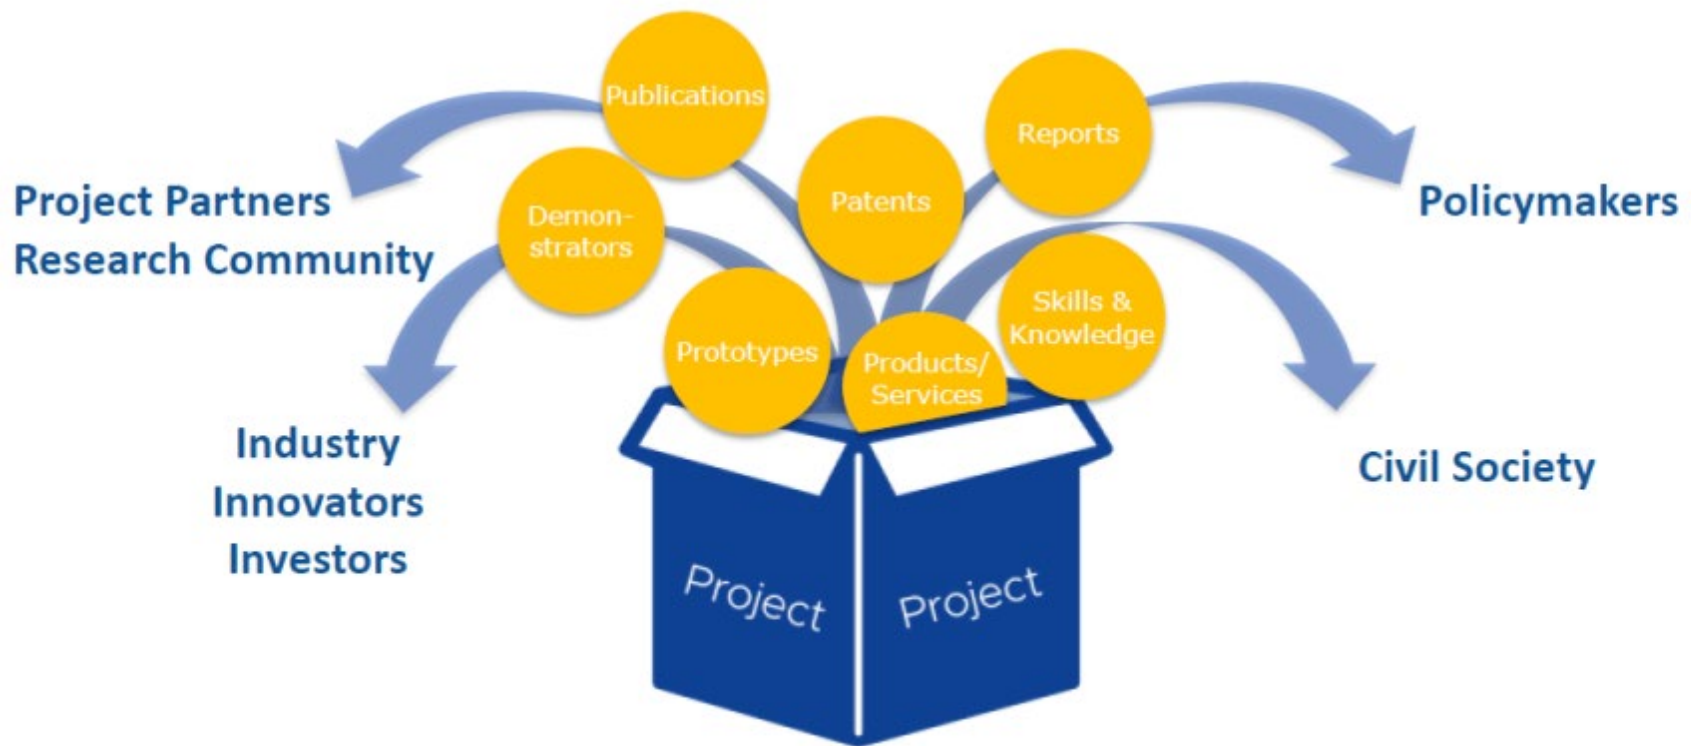 Publications
Reports
Patents
Demon-
strators
Project Partners
Research Community
Policymakers
Skills &
Knowledge
Prototypes
Products/
Services
Industry
Innovators
Investors
Civil Society
Project
Project